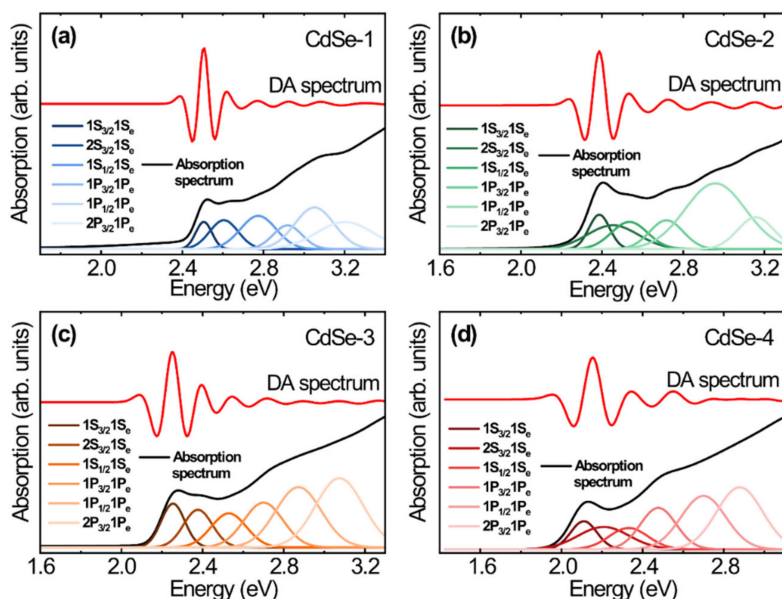 (a)
CdSe-1
DA spectrum
1S3/21Se
2S3/21Se
1S1/21Se
1P3/21Pe
1P1/21Pe
2P3/21Pe
Absorption
spectrum
Absorption (arb. units)
2.0 2.4 2.8 3.2
Energy (eV)
(b)
CdSe-2
DA spectrum
1S3/21Se
2S3/21Se
1S1/21Se
1P3/21Pe
1P1/21Pe
2P3/21Pe
Absorption
spectrum
Absorption (arb. units)
1.6 2.0 2.4 2.8 3.2
Energy (eV)
(c)
CdSe-3
DA spectrum
1S3/21Se
2S3/21Se
1S1/21Se
1P3/21Pe
1P1/21Pe
2P3/21Pe
Absorption
spectrum
Absorption (arb. units)
1.6 2.0 2.4 2.8 3.2
Energy (eV)
(d)
CdSe-4
DA spectrum
1S3/21Se
2S3/21Se
1S1/21Se
1P3/21Pe
1P1/21Pe
2P3/21Pe
Absorption
spectrum
Absorption (arb. units)
1.6 2.0 2.4 2.8
Energy (eV)